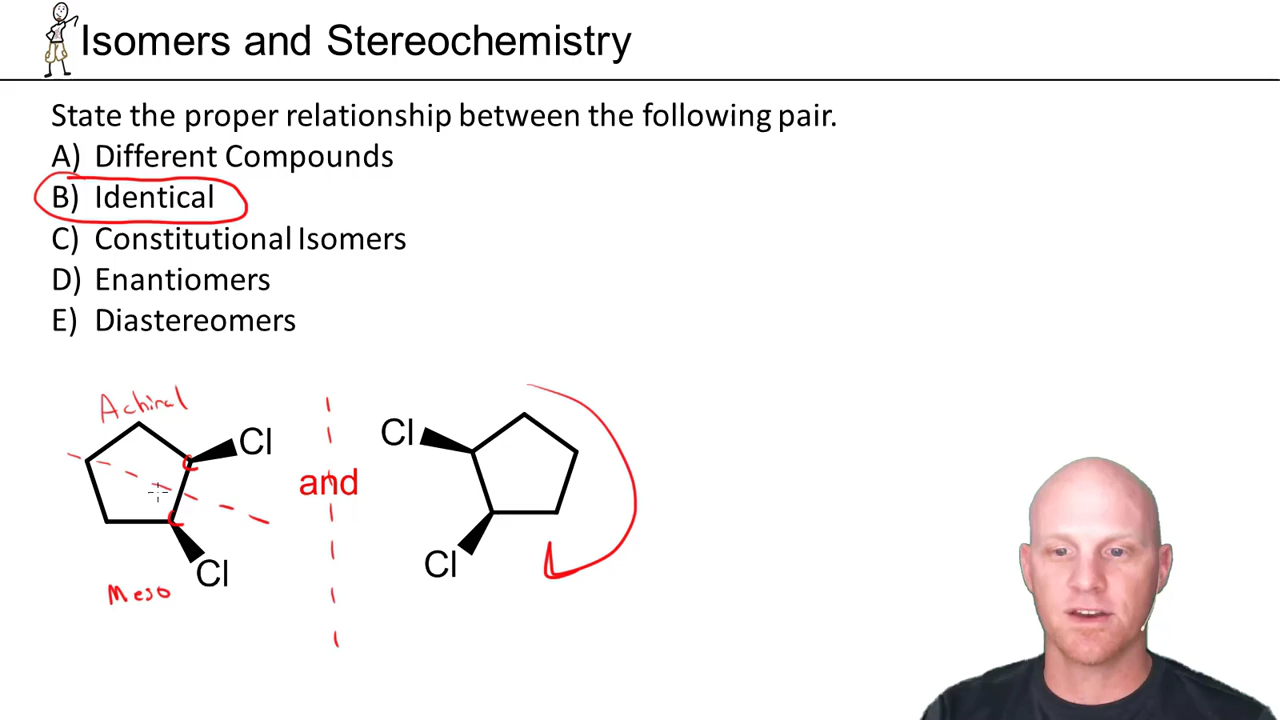 Isomers and Stereochemistry
State the proper relationship between the following pair.
A) Different Compounds
B) Identical
C) Constitutional Isomers
D) Enantiomers
E) Diastereomers
Achiral
Cl
and
Cl
Cl
Cl
Meso